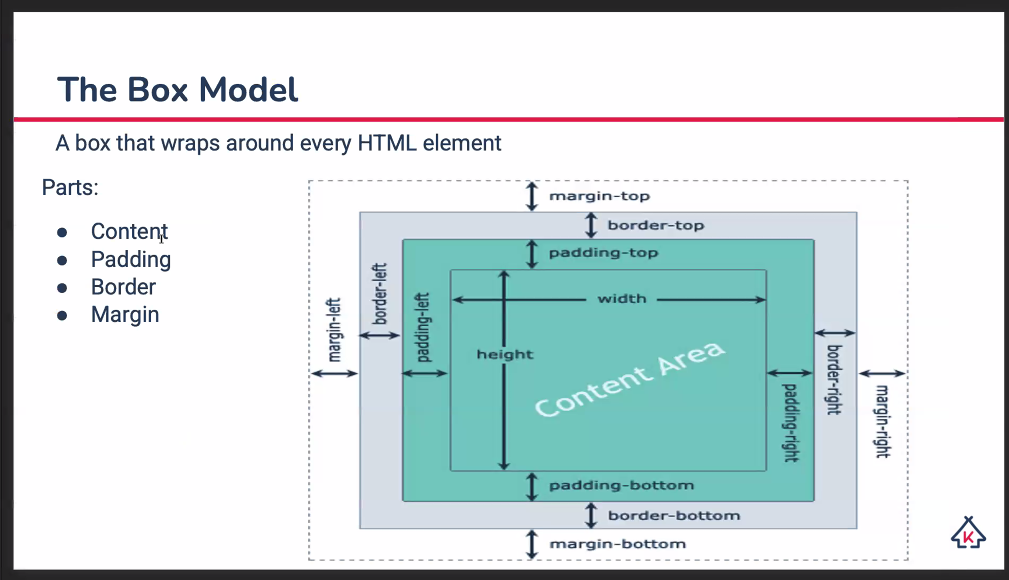 The Box Model
A box that wraps around every HTML element
Parts:
● Content
● Padding
● Border
● Margin
margin-top
border-top
padding-top
width
height
Content Area
margin-left
border-left
padding-left
padding-right
border-right
margin-right
padding-bottom
border-bottom
margin-bottom
K